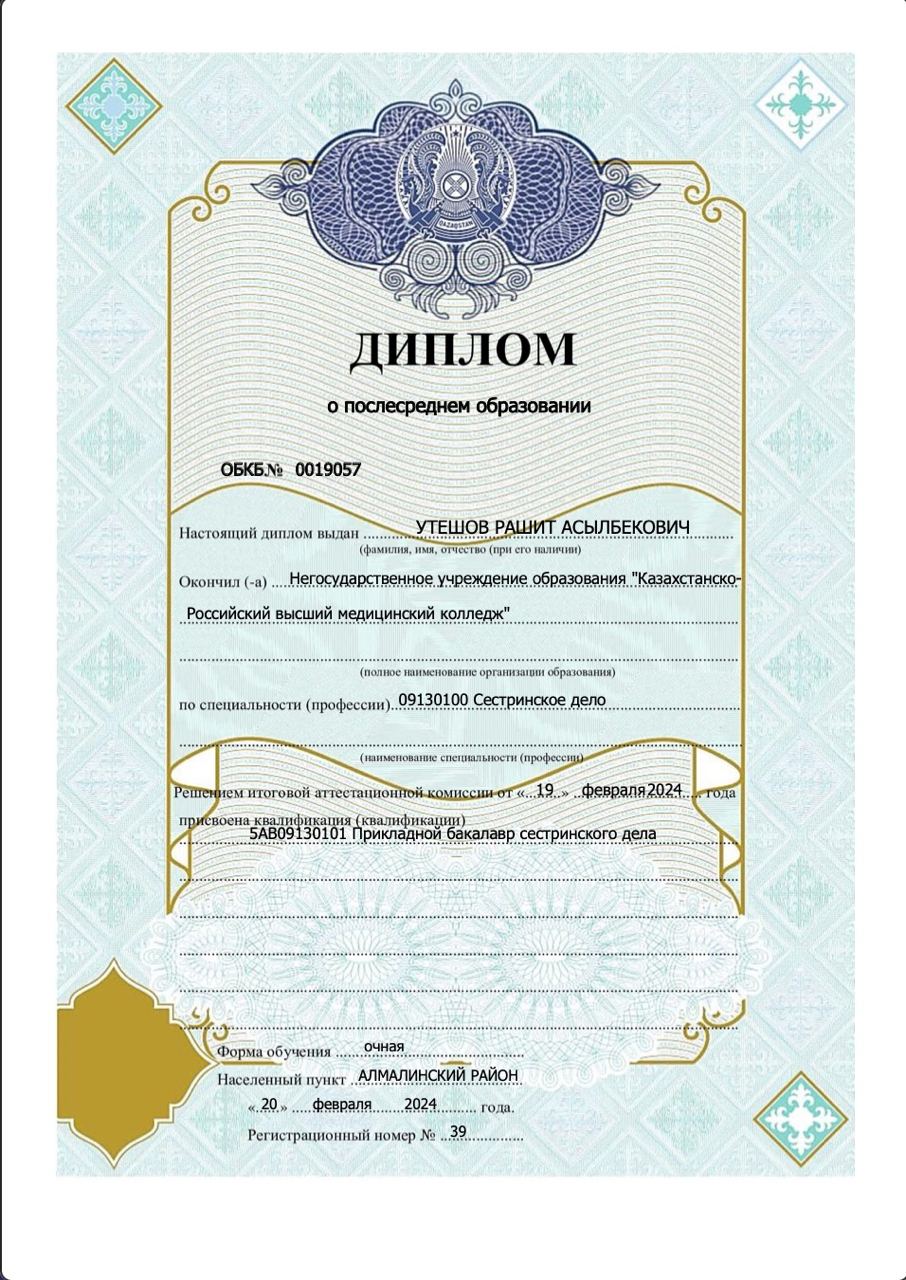 QAZAQSTAN
ДИПЛОМ
о послесреднем образовании
ОБКБ.№ 0019057
Настоящий диплом выдан ..... УТЕШОВ РАШИТ АСЫЛБЕКОВИЧ .....
(фамилия, имя, отчество (при его наличии)
Окончил (-а) .... Негосударственное учреждение образования "Казахстанско-
Российский высший медицинский колледж"
(полное наименование организации образования)
по специальности (профессии) 09130100 Сестринское дело
(наименование специальности (профессии)
Решением итоговой аттестационной комиссии от «...19...» ...февраля 2024.... года
присвоена квалификация (квалификации)
5АВ09130101 Прикладной бакалавр сестринского дела
Форма обучения ..... очная .....
Населенный пункт ..АЛМАЛИНСКИЙ РАЙОН
«.20.» ..... февраля 2024 ..... года.
Регистрационный номер № ..39.....